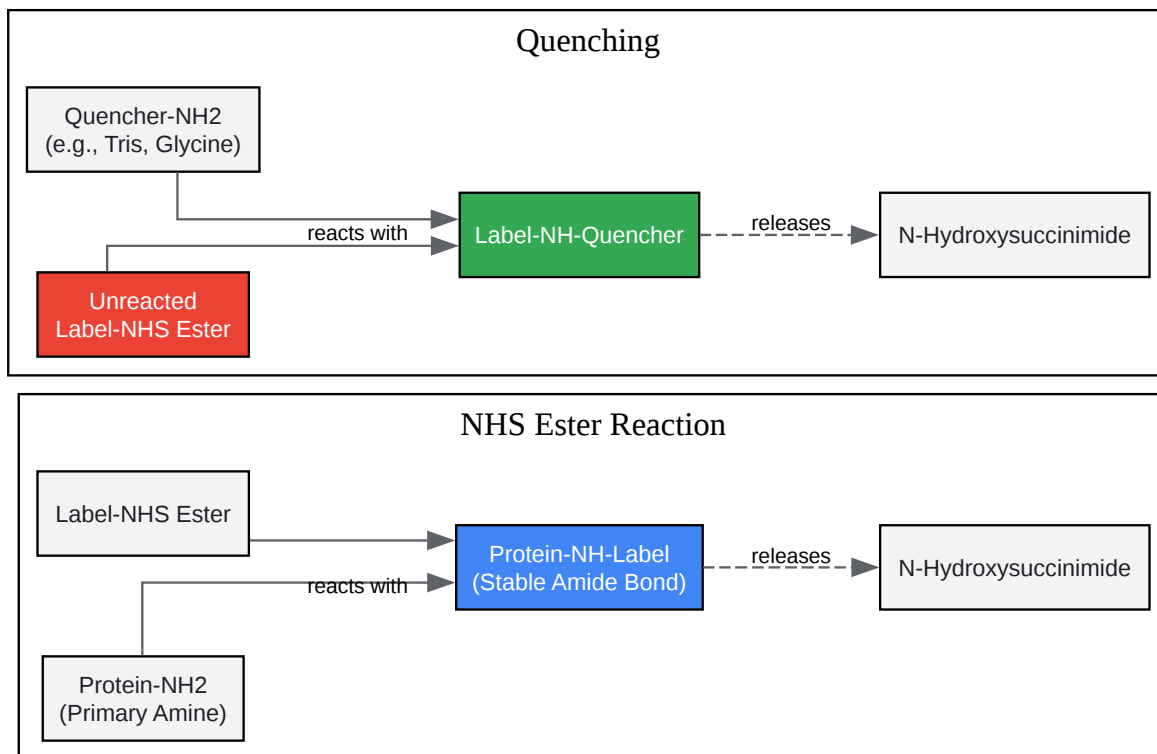 Quenching
Quencher-NH2
(e.g., Tris, Glycine)
reacts with
Label-NH-Quencher
releases
N-Hydroxysuccinimide
Unreacted
Label-NHS Ester
NHS Ester Reaction
Label-NHS Ester
reacts with
Protein-NH-Label
(Stable Amide Bond)
releases
N-Hydroxysuccinimide
Protein-NH2
(Primary Amine)